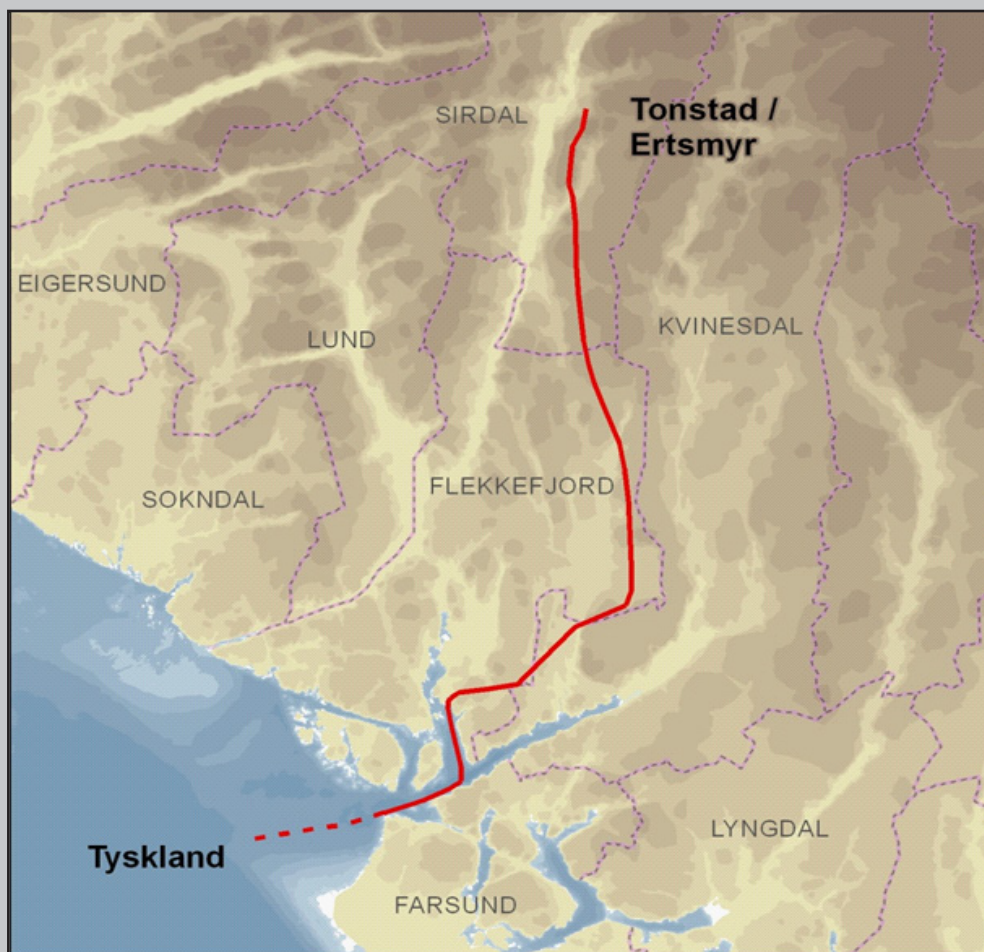 SIRDAL
Tonstad /
Ertsmyr
EIGERSUND
LUND
KVINESDAL
SOKNDAL
FLEKKEFJORD
Tyskland
LYNGDAL
FARSUND